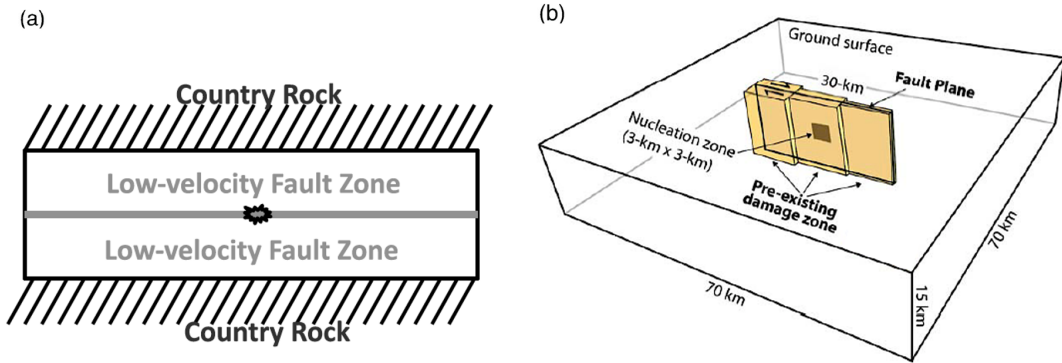 (a)
Country Rock
Low-velocity Fault Zone
Low-velocity Fault Zone
Country Rock
(b)
Ground surface
30-km
Fault Plane
Nucleation zone
(3-km x 3-km)
Pre-existing
damage zone
70 km
70 km
15 km